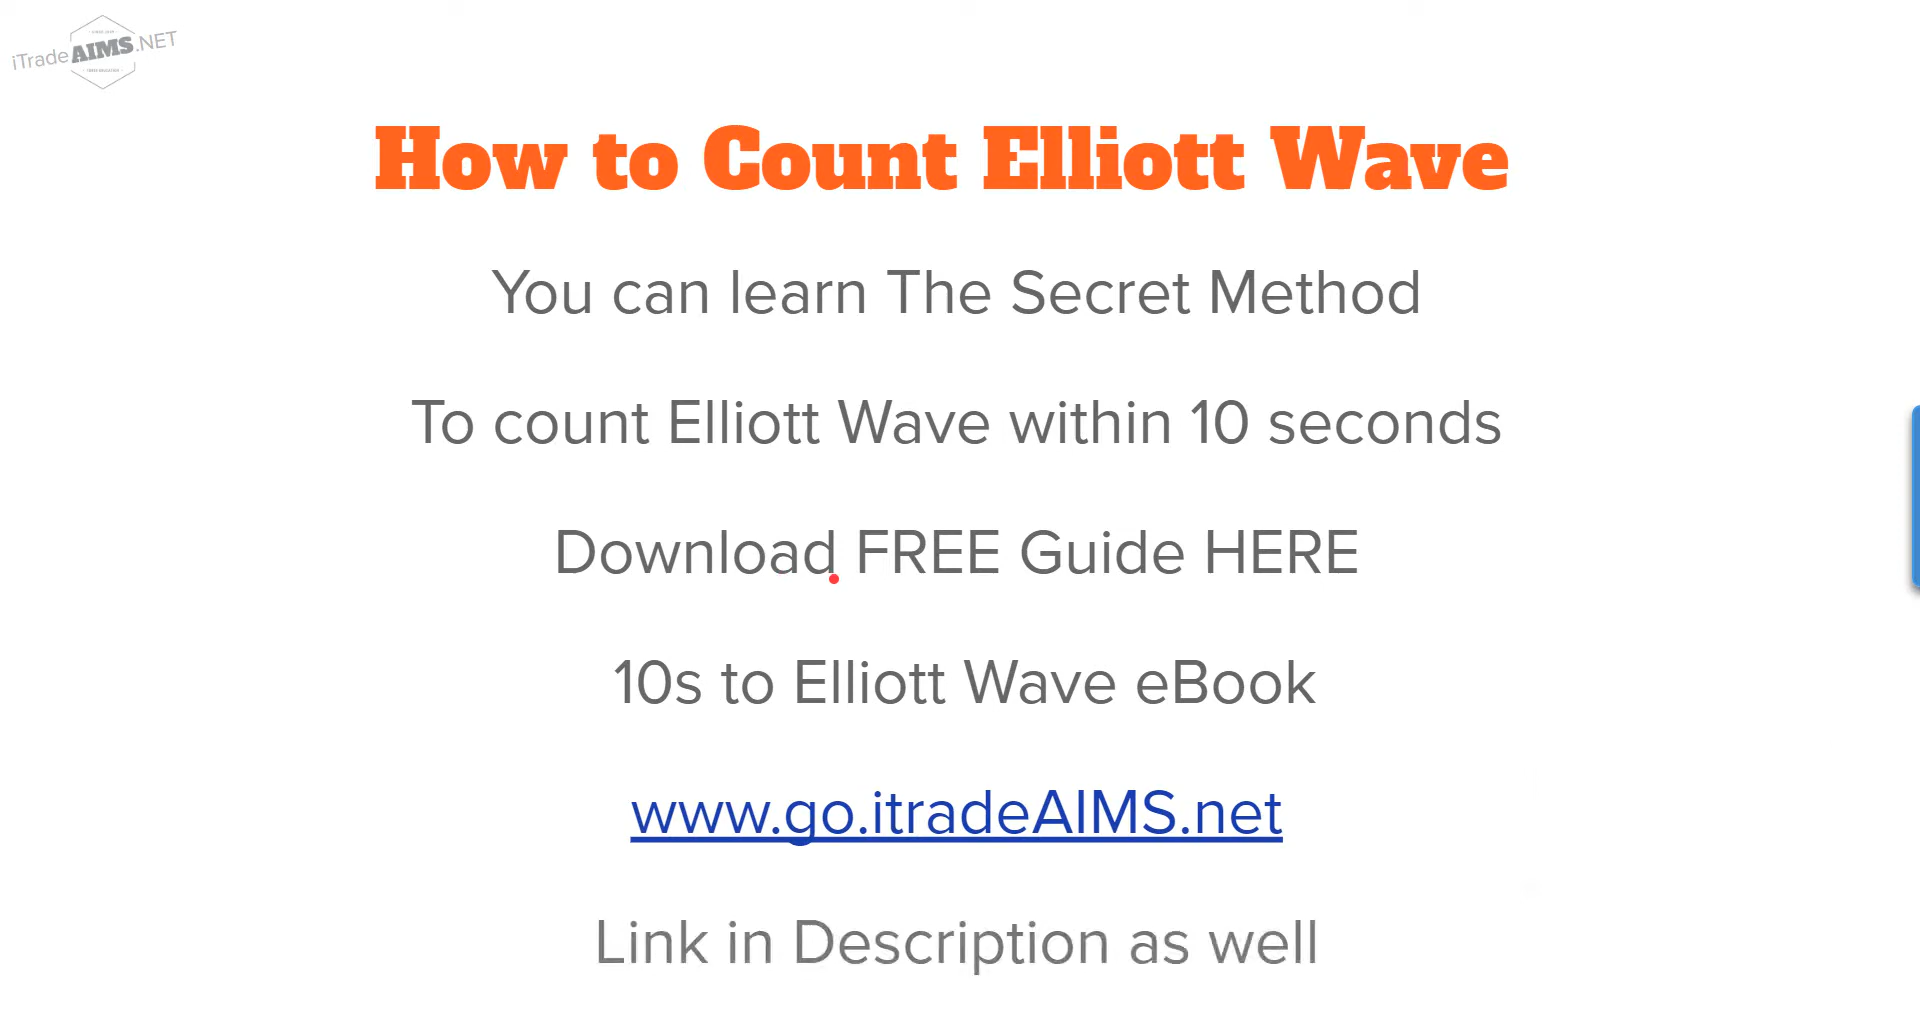 iTradeAIMS.NET
How to Count Elliott Wave
You can learn The Secret Method
To count Elliott Wave within 10 seconds
Download FREE Guide HERE
10s to Elliott Wave eBook
www.go.itradeAIMS.net
Link in Description as well